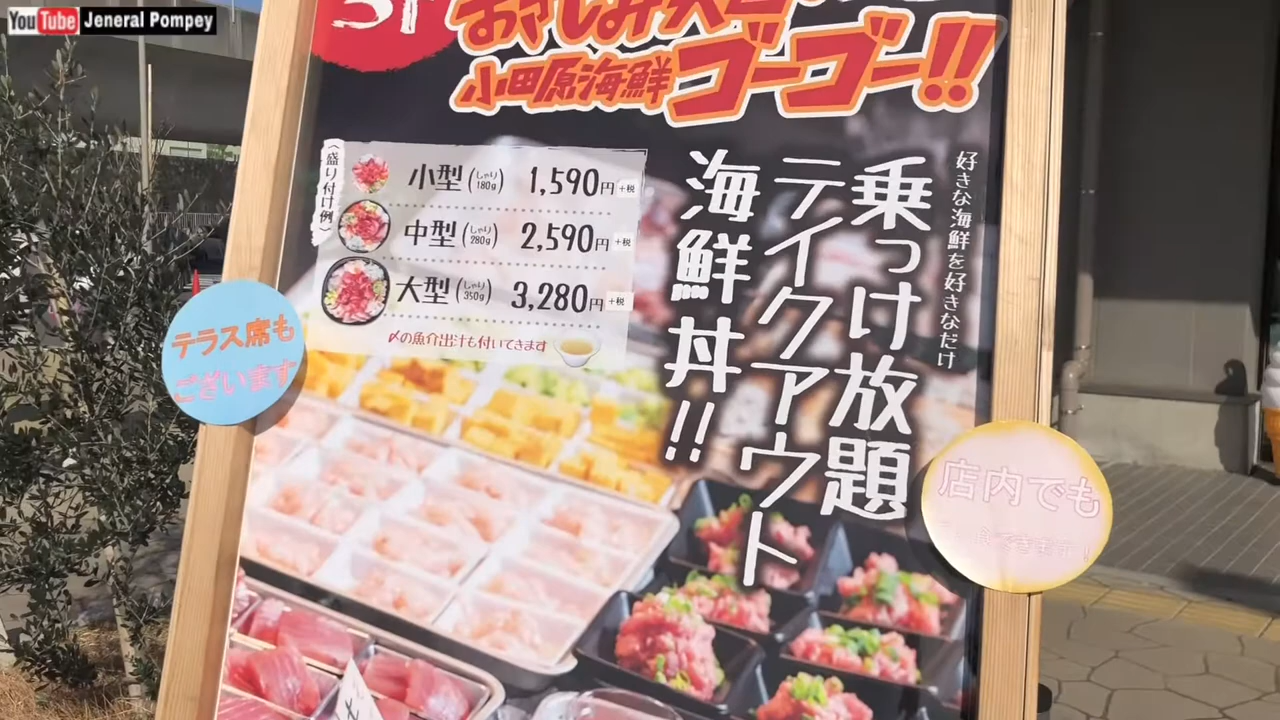 YouTube Jeneral Pompey
小田原海鮮ゴーゴー!!
好きな海鮮を好きなだけ
乗っけ放題
テイクアウト
海鮮丼!!
〈盛り付け例〉
小型(しゃり180g) 1,590円+税
中型(しゃり280g) 2,590円+税
大型(しゃり350g) 3,280円+税
〆の魚介出汁も付いてきます
テラス席も
ございます
店内でも